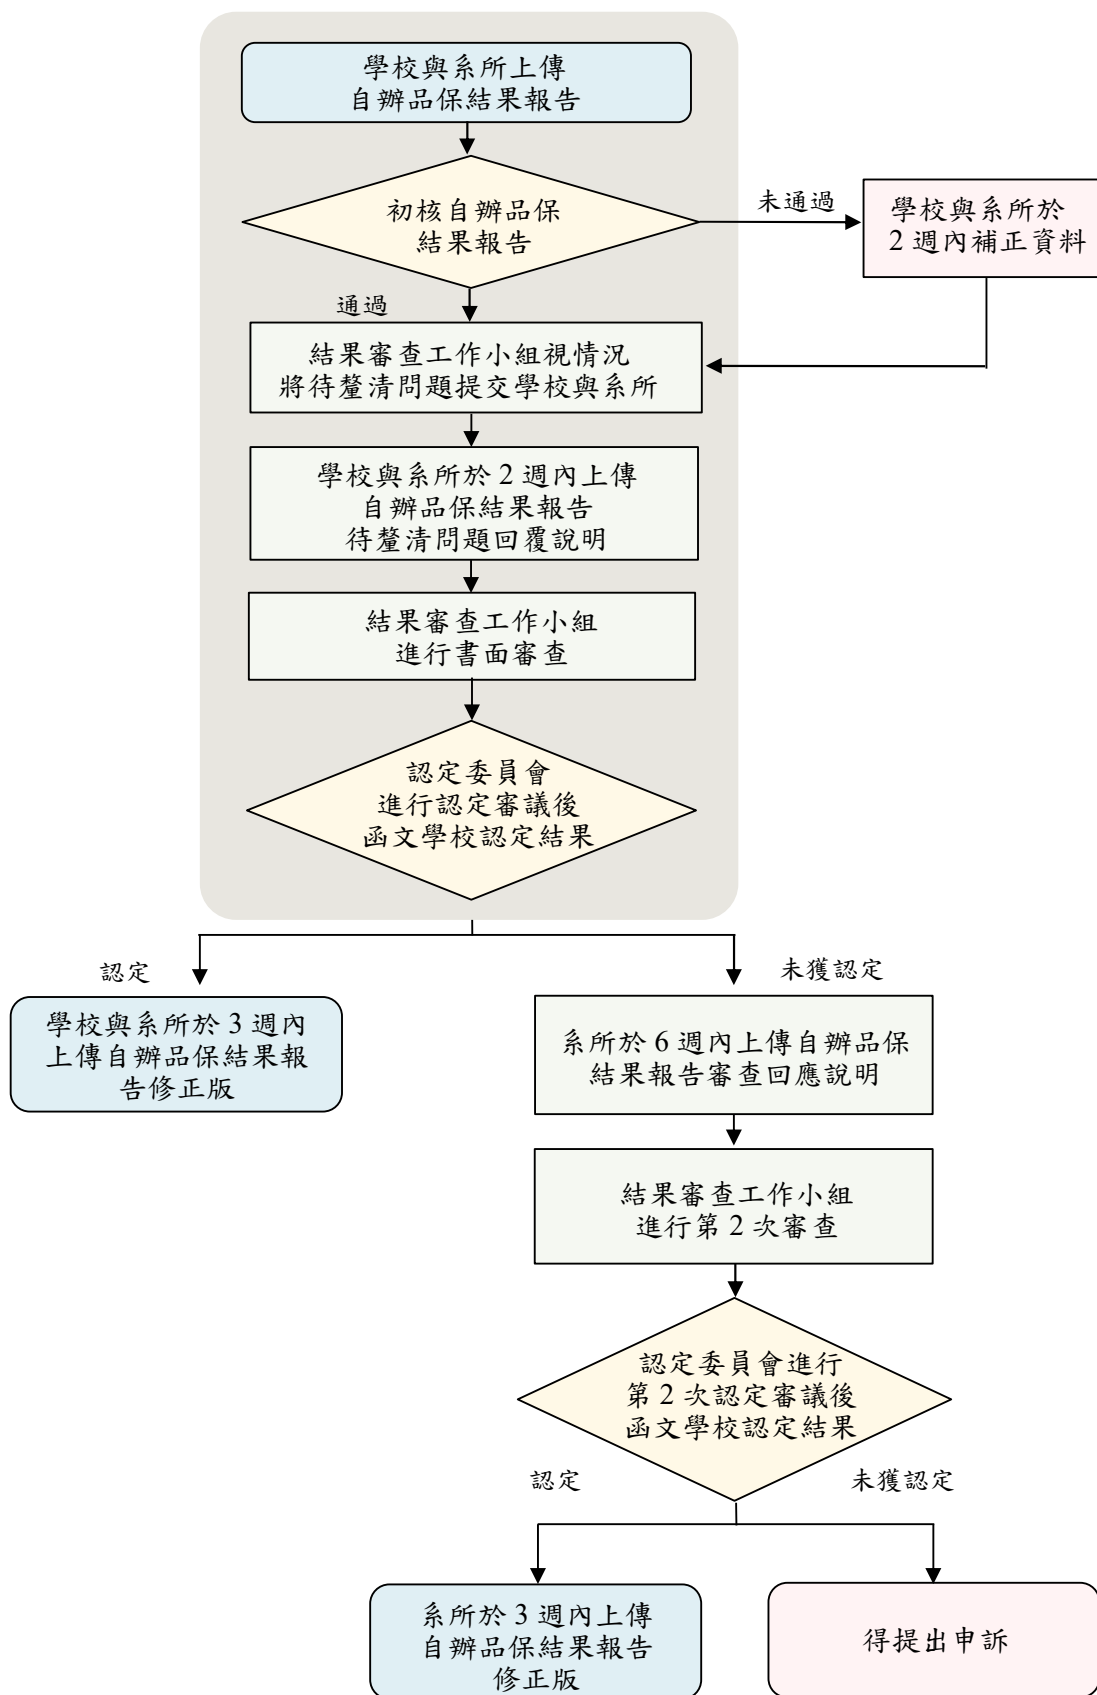 學校與系所上傳
自辦品保結果報告
初核自辦品保
結果報告
未通過
學校與系所於
2 週內補正資料
通過
結果審查工作小組視情況
將待釐清問題提交學校與系所
學校與系所於 2 週內上傳
自辦品保結果報告
待釐清問題回覆說明
結果審查工作小組
進行書面審查
認定委員會
進行認定審議後
函文學校認定結果
認定
未獲認定
學校與系所於 3 週內
上傳自辦品保結果報
告修正版
系所於 6 週內上傳自辦品保
結果報告審查回應說明
結果審查工作小組
進行第 2 次審查
認定委員會進行
第 2 次認定審議後
函文學校認定結果
認定
未獲認定
系所於 3 週內上傳
自辦品保結果報告
修正版
得提出申訴